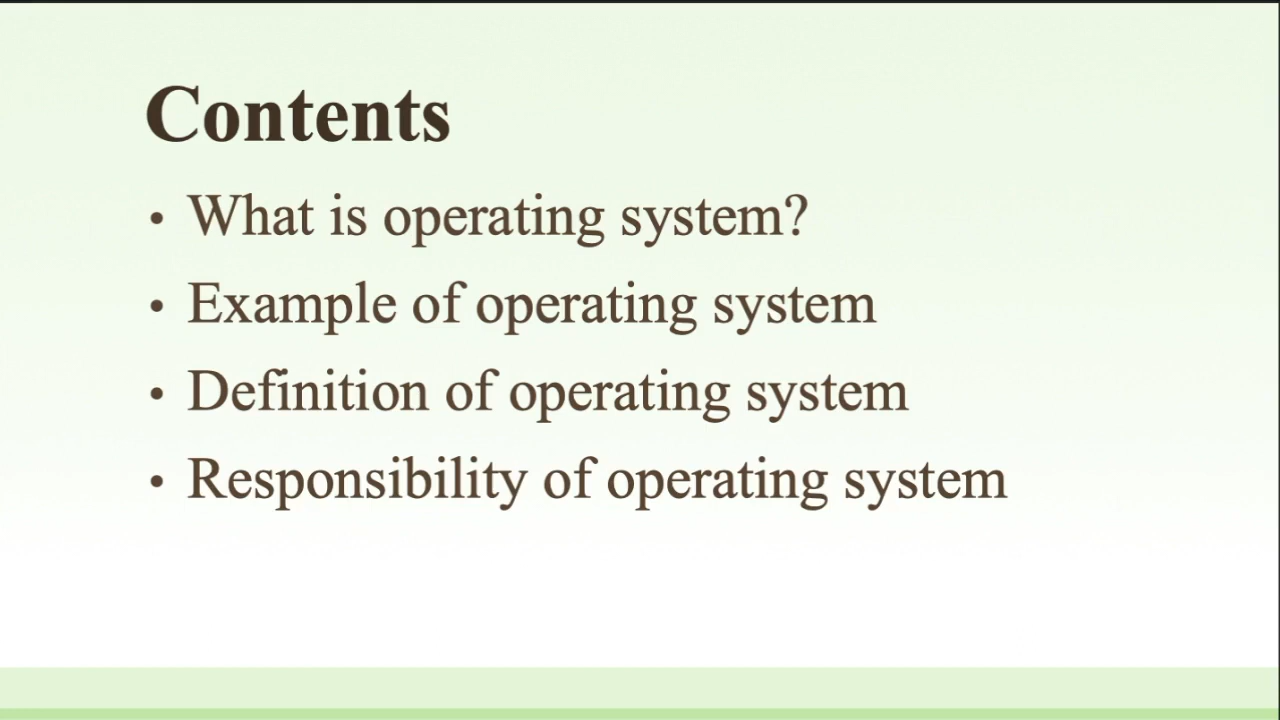 Contents
• What is operating system?
• Example of operating system
• Definition of operating system
• Responsibility of operating system